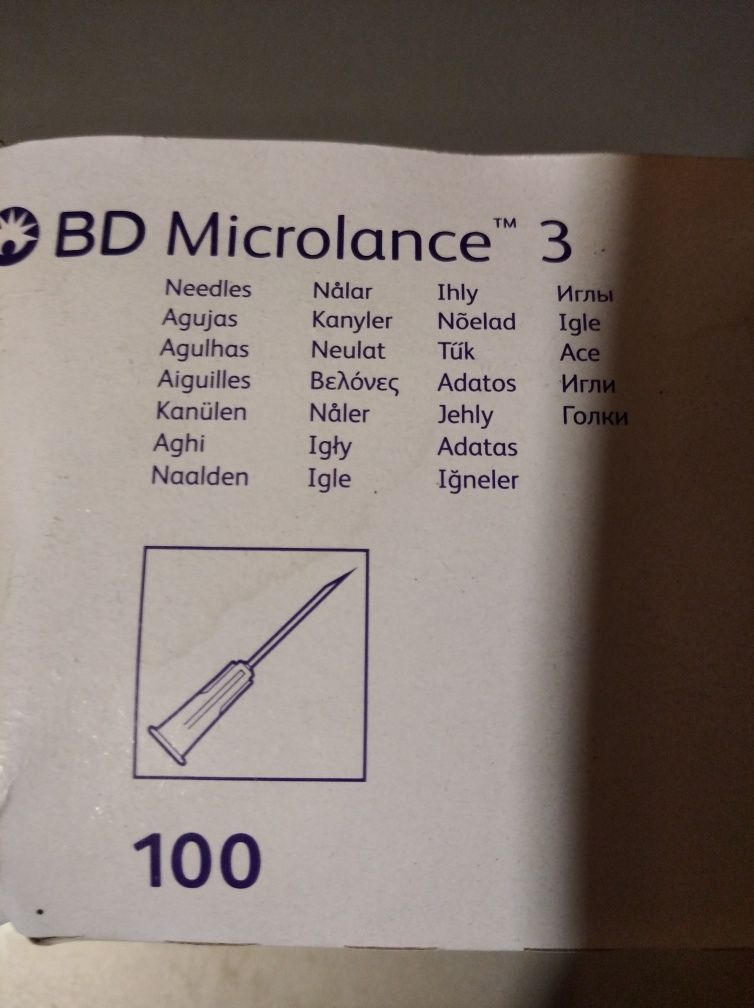 BD Microlance™ 3
Needles
Agujas
Agulhas
Aiguilles
Kanülen
Aghi
Naalden
Nålar
Kanyler
Neulat
Βελόνες
Nåler
Igły
Igle
Ihly
Nõelad
Tűk
Adatos
Jehly
Adatas
Iğneler
Иглы
Igle
Ace
Игли
Голки
100